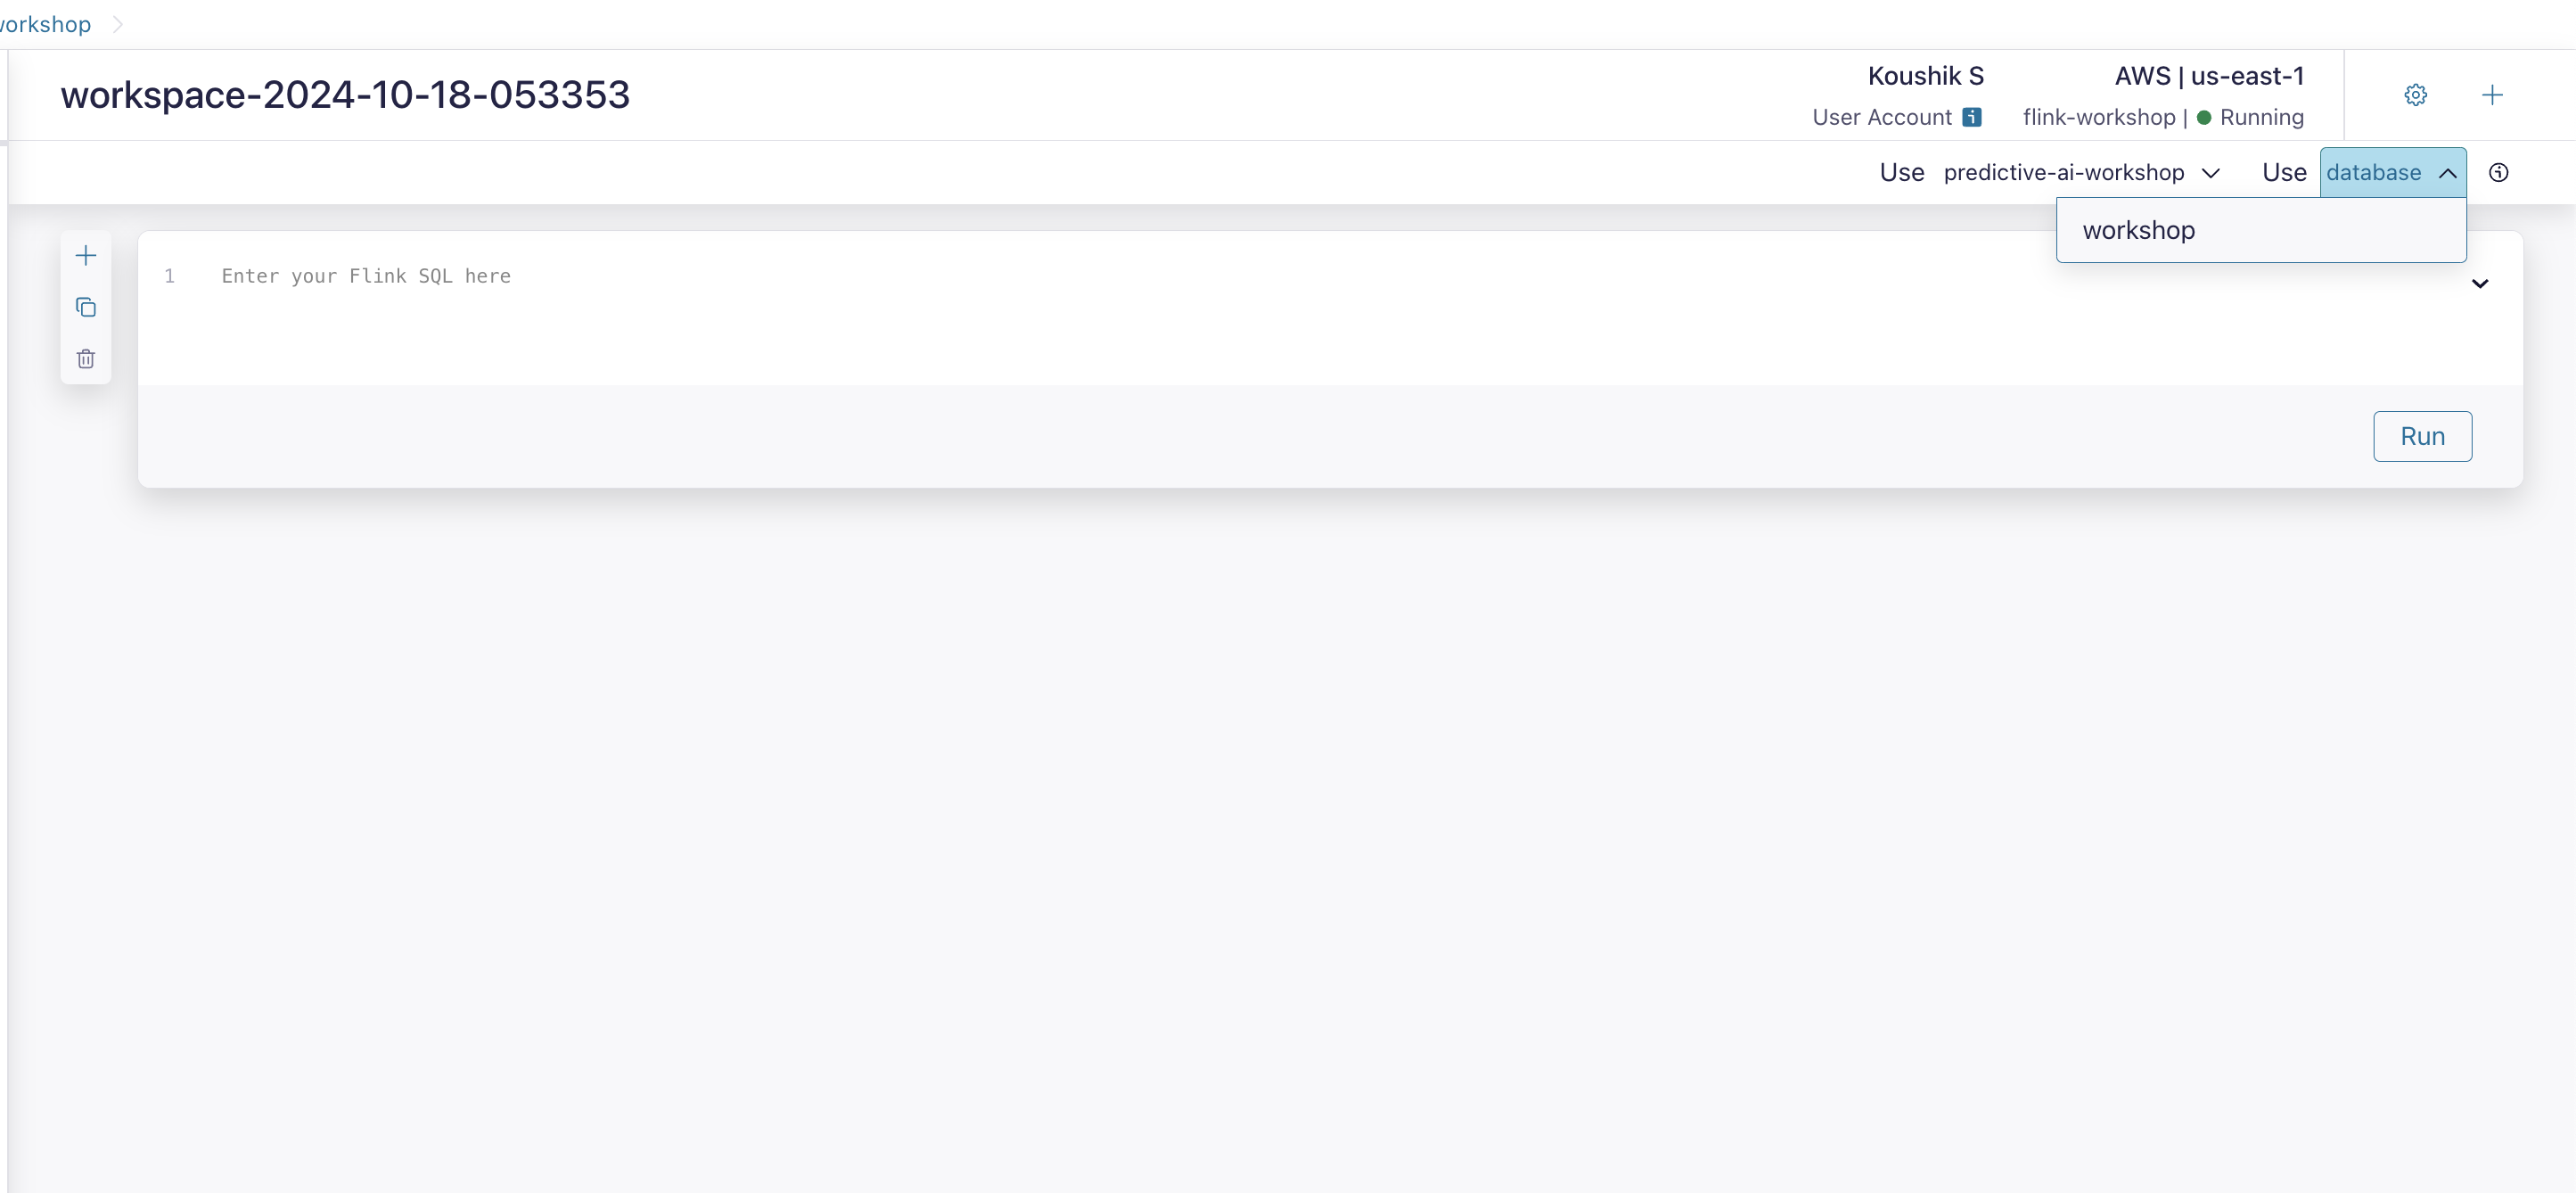 workspace-2024-10-18-053353
Koushik S
User Account
AWS | us-east-1
flink-workshop | Running
Use predictive-ai-workshop Use database
workshop
1 Enter your Flink SQL here
Run